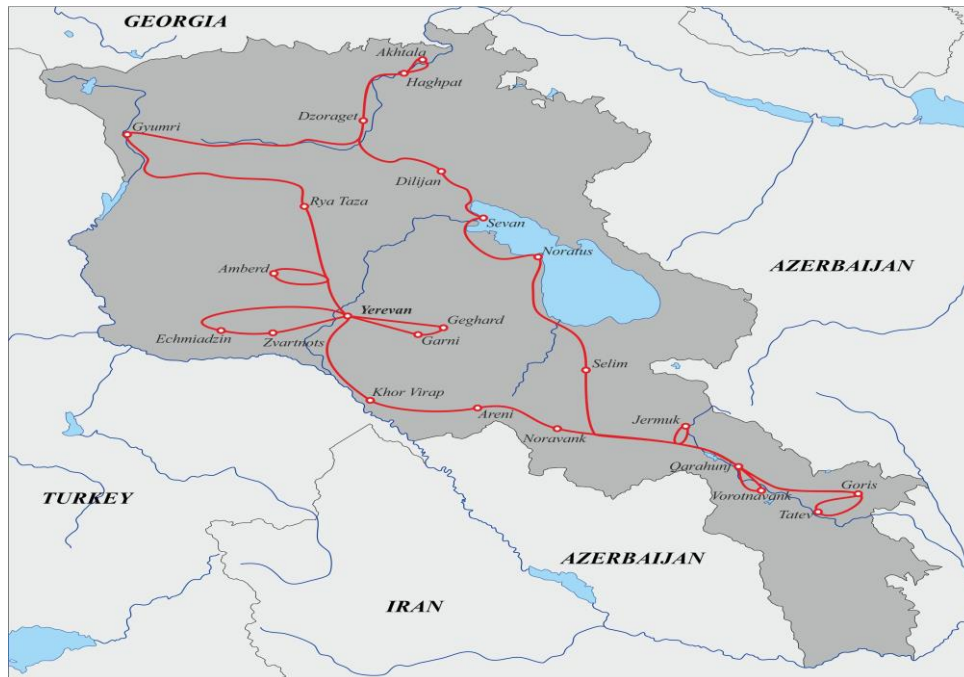 GEORGIA
Akhtala
Haghpat
Dzoraget
Gyumri
Dilijan
Rya Taza
Sevan
Noratus
AZERBAIJAN
Amberd
Yerevan
Geghard
Echmiadzin
Zvartnots
Garni
Selim
Khor Virap
Areni
Jermuk
Noravank
Qarahunj
Goris
TURKEY
Vorotnavank
Tatev
AZERBAIJAN
IRAN